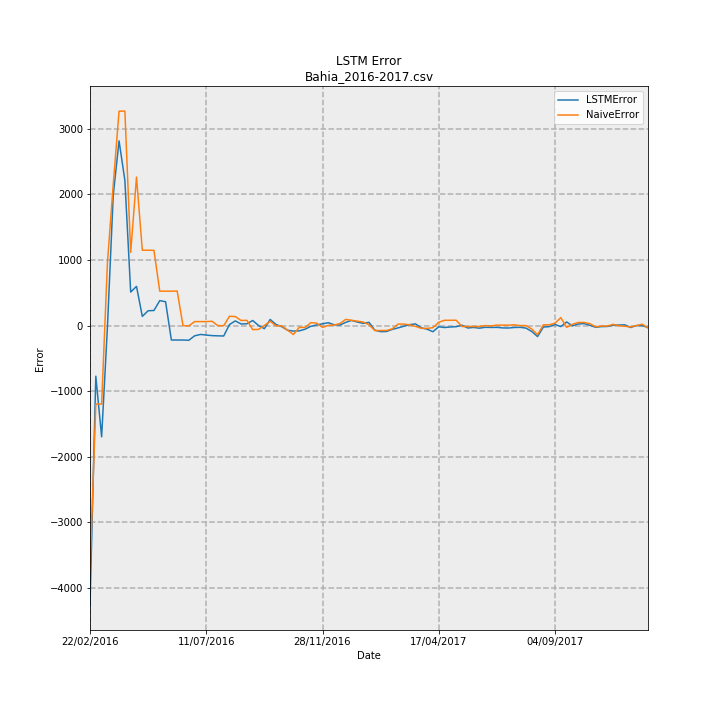 LSTM Error
Bahia_2016-2017.csv
LSTMError
NaiveError
3000
2000
1000
0
−1000
−2000
−3000
−4000
Error
22/02/2016 11/07/2016 28/11/2016 17/04/2017 04/09/2017
Date